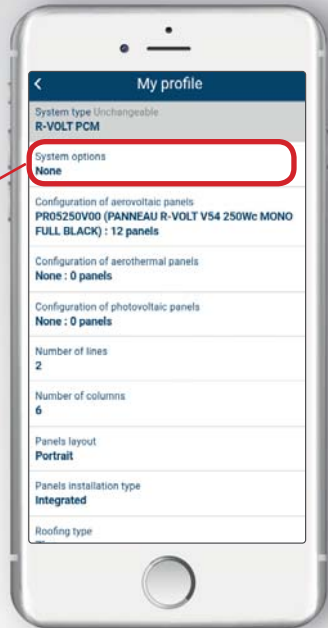 My profile
System type Unchangeable
R-VOLT PCM
System options
None
Configuration of aerovoltaic panels
PR05250V00 (PANNEAU R-VOLT V54 250Wc MONO
FULL BLACK) : 12 panels
Configuration of aerothermal panels
None : 0 panels
Configuration of photovoltaic panels
None : 0 panels
Number of lines
2
Number of columns
6
Panels layout
Portrait
Panels installation type
Integrated
Roofing type